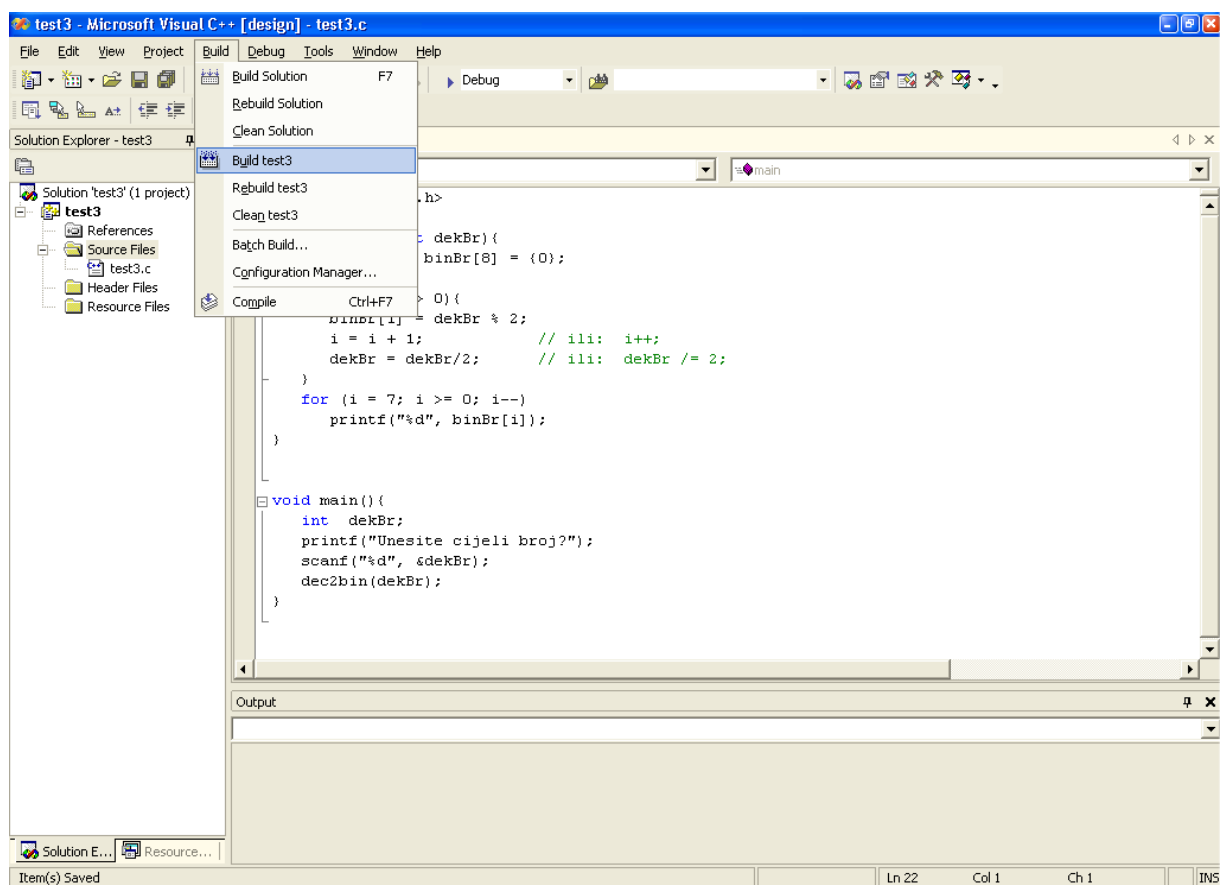 test3 - Microsoft Visual C++ [design] - test3.c
File Edit View Project Build Debug Tools Window Help
Build Solution F7
Rebuild Solution
Clean Solution
Build test3
Rebuild test3
Clean test3
Batch Build...
Configuration Manager...
Compile Ctrl+F7
Debug
Solution Explorer - test3
Solution 'test3' (1 project)
test3
References
Source Files
test3.c
Header Files
Resource Files
main
.h>
dekBr){
binBr[8] = {0};
> 0){
= dekBr % 2;
i = i + 1; // ili: i++;
dekBr = dekBr/2; // ili: dekBr /= 2;
}
for (i = 7; i >= 0; i--)
printf("%d", binBr[i]);
}
void main(){
int dekBr;
printf("Unesite cijeli broj?");
scanf("%d", &dekBr);
dec2bin(dekBr);
}
Output
Solution E... Resource...
Item(s) Saved Ln 22 Col 1 Ch 1 INS